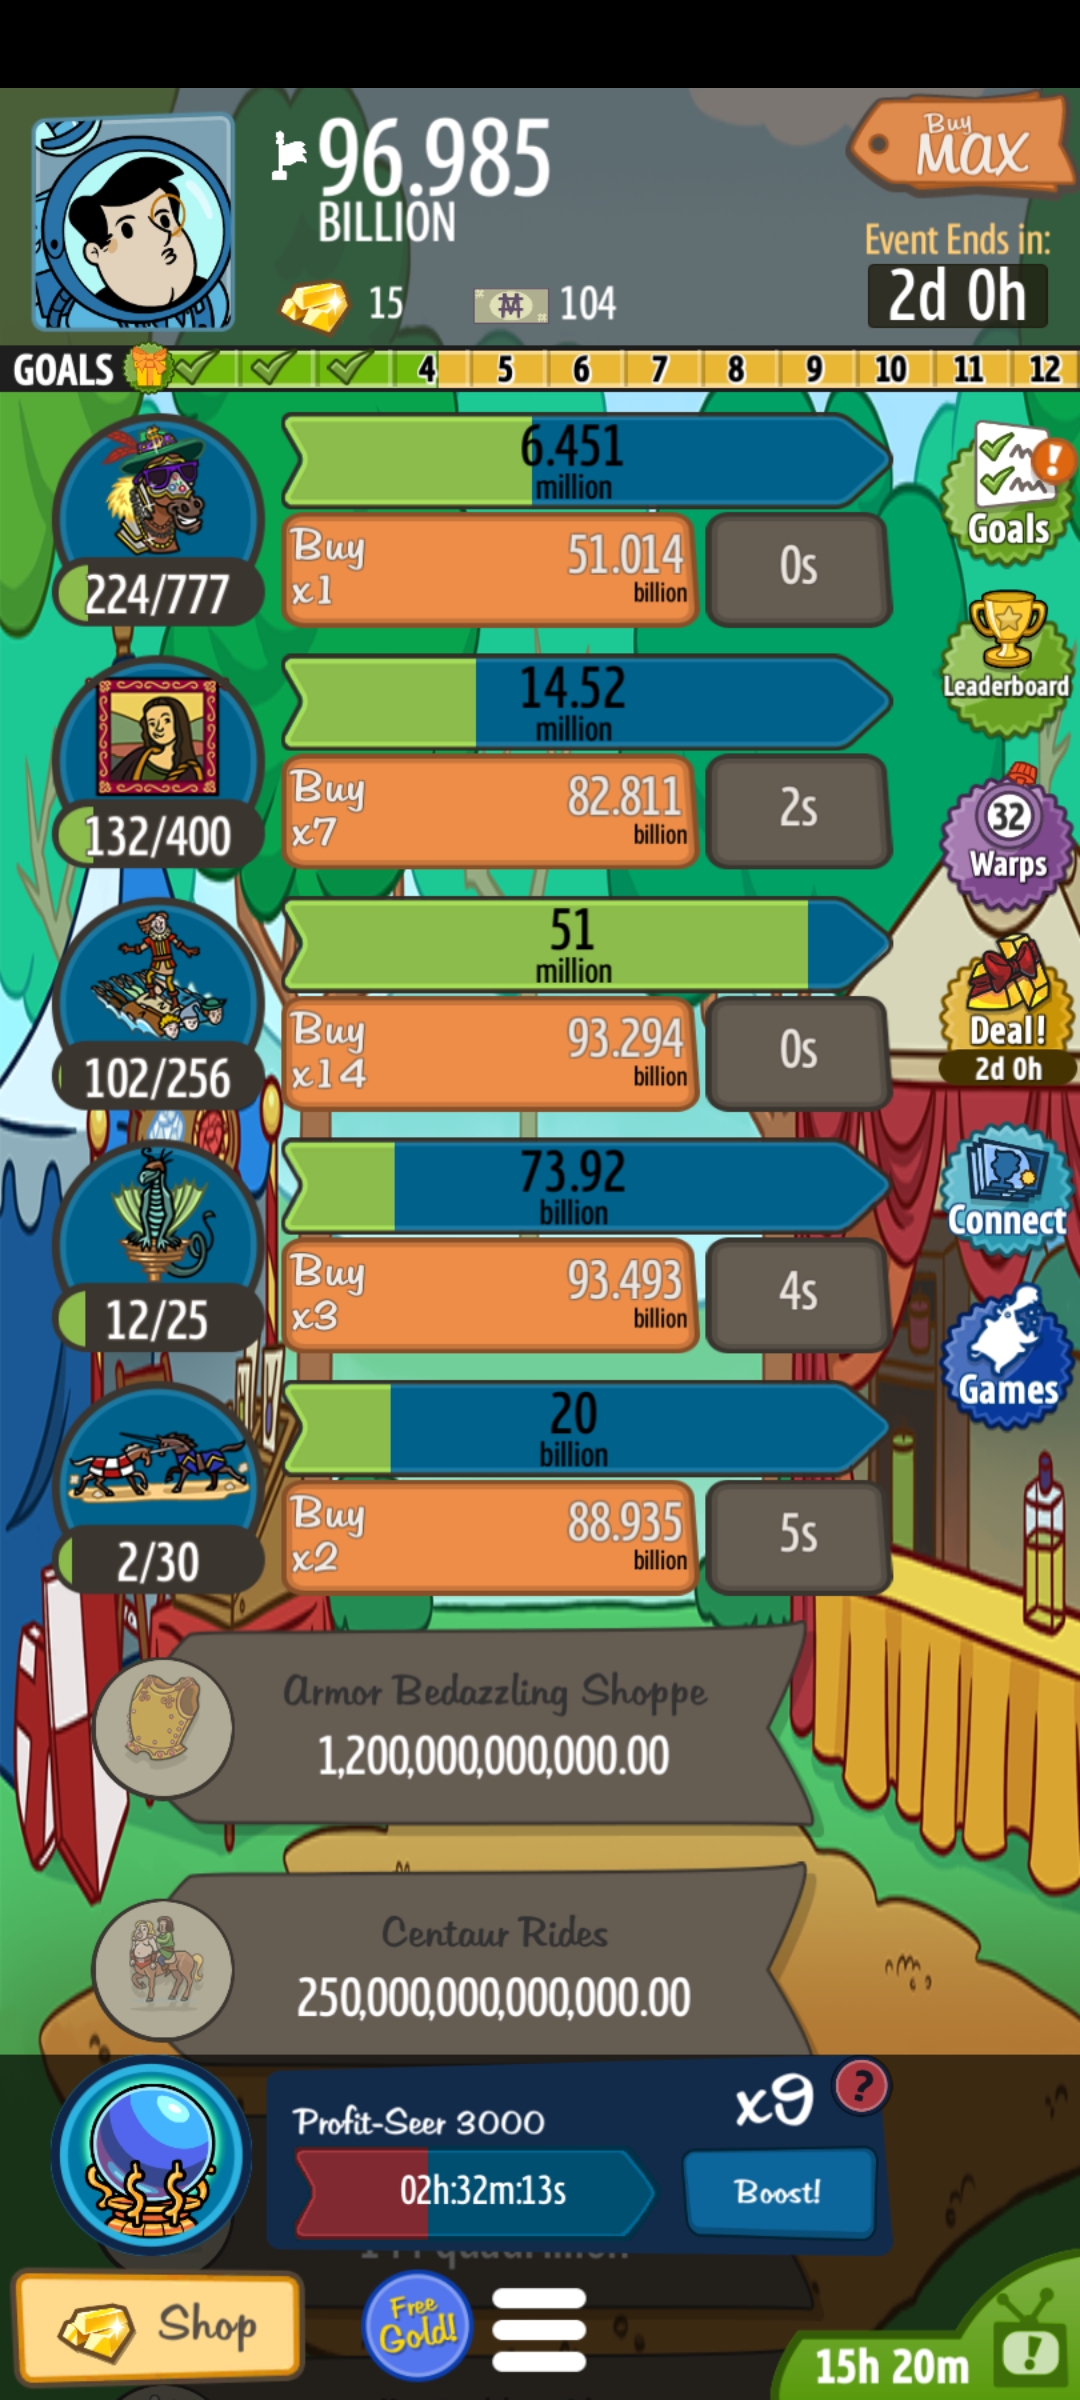 96.985
BILLION
Buy
MAX
Event Ends in:
2d 0h
15
104
GOALS
4
5
6
7
8
9
10
11
12
6.451
million
224/777
Buy
x1
51.014
billion
0s
Goals
14.52
million
132/400
Buy
x7
82.811
billion
2s
Leaderboard
51
million
102/256
Buy
x14
93.294
billion
0s
32
Warps
Deal!
2d 0h
73.92
billion
12/25
Buy
x3
93.493
billion
4s
Connect
20
billion
2/30
Buy
x2
88.935
billion
5s
Games
Armor Bedazzling Shoppe
1,200,000,000,000.00
Centaur Rides
250,000,000,000,000.00
Profit-Seer 3000
x9
?
02h:32m:13s
Boost!
Shop
Free
Gold!
15h 20m